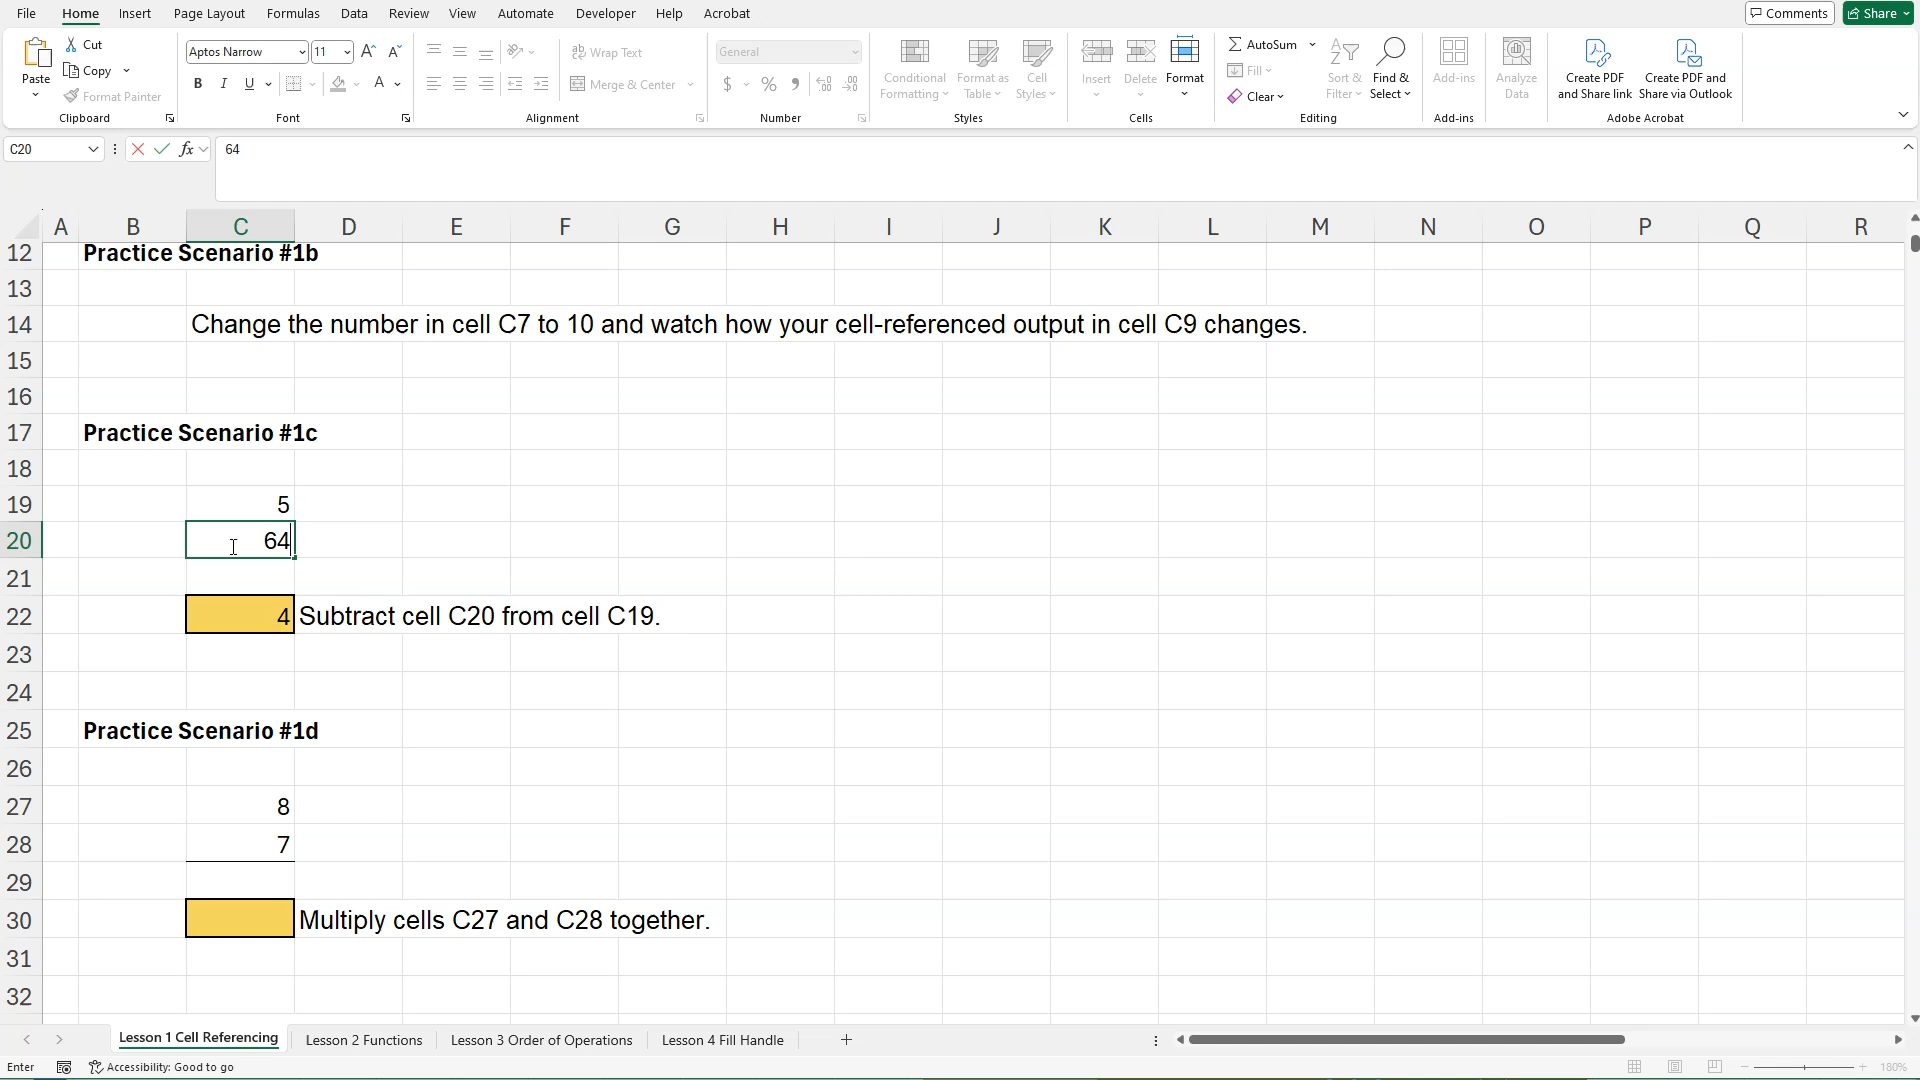 File Home Insert Page Layout Formulas Data Review View Automate Developer Help Acrobat Comments Share
Paste Cut Copy Format Painter Clipboard
Aptos Narrow 11 A A B I U A Font
ab Wrap Text Merge & Center Alignment
General $ % , Number
Conditional Formatting Format as Table Cell Styles Styles
Insert Delete Format Cells
AutoSum Fill Clear Sort & Filter Find & Select Editing
Add-ins Add-ins
Analyze Data
Create PDF and Share link Create PDF and Share via Outlook Adobe Acrobat
C20 fx 64
A B C D E F G H I J K L M N O P Q R
12 Practice Scenario #1b
13
14 Change the number in cell C7 to 10 and watch how your cell-referenced output in cell C9 changes.
15
16
17 Practice Scenario #1c
18
19 5
20 64
21
22 4 Subtract cell C20 from cell C19.
23
24
25 Practice Scenario #1d
26
27 8
28 7
29
30 Multiply cells C27 and C28 together.
31
32
Lesson 1 Cell Referencing Lesson 2 Functions Lesson 3 Order of Operations Lesson 4 Fill Handle
Enter Accessibility: Good to go 180%